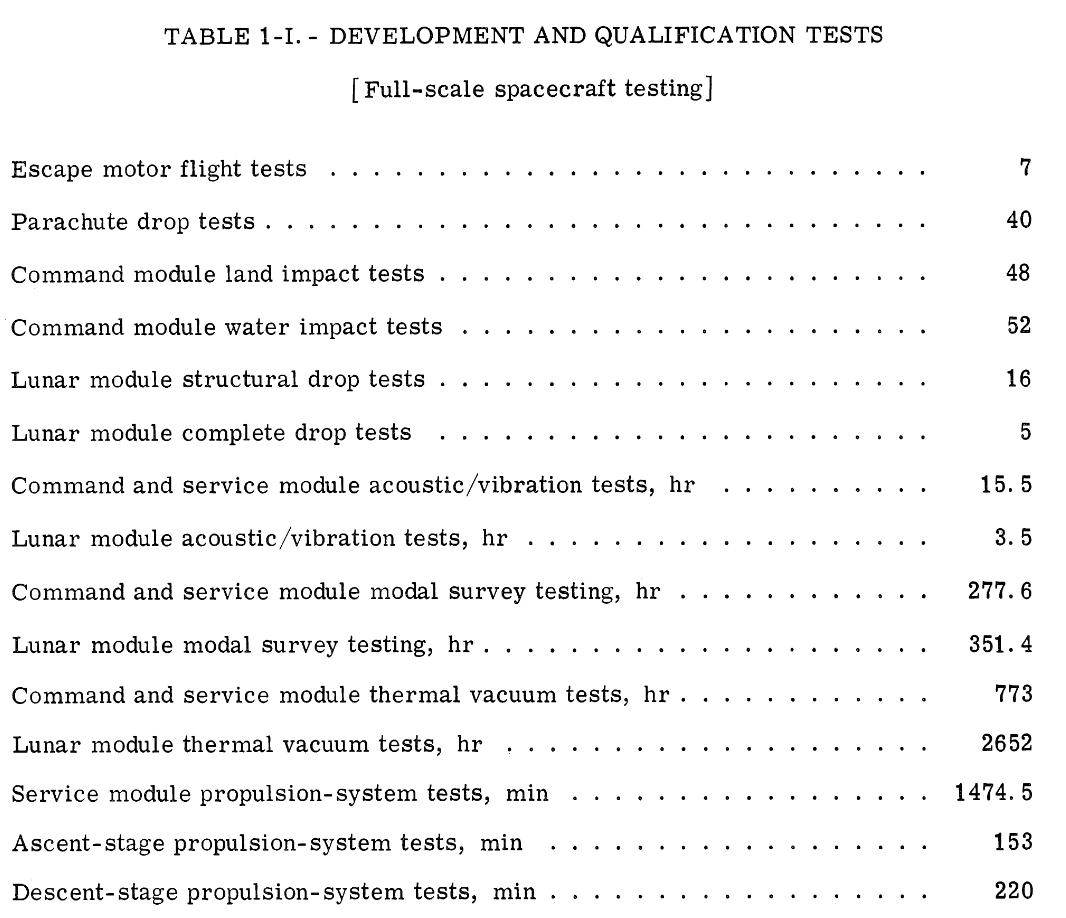 TABLE 1-I. - DEVELOPMENT AND QUALIFICATION TESTS
[Full-scale spacecraft testing]
Escape motor flight tests . . . . . . . . . . . . . . . . . . . . . . . . . . . . 7
Parachute drop tests . . . . . . . . . . . . . . . . . . . . . . . . . . . . . . . 40
Command module land impact tests . . . . . . . . . . . . . . . . . . . . . . . 48
Command module water impact tests . . . . . . . . . . . . . . . . . . . . . . 52
Lunar module structural drop tests . . . . . . . . . . . . . . . . . . . . . . . 16
Lunar module complete drop tests . . . . . . . . . . . . . . . . . . . . . . . 5
Command and service module acoustic/vibration tests, hr . . . . . . . . . . 15.5
Lunar module acoustic/vibration tests, hr . . . . . . . . . . . . . . . . . . . 3.5
Command and service module modal survey testing, hr . . . . . . . . . . . . 277.6
Lunar module modal survey testing, hr . . . . . . . . . . . . . . . . . . . . . 351.4
Command and service module thermal vacuum tests, hr . . . . . . . . . . . . 773
Lunar module thermal vacuum tests, hr . . . . . . . . . . . . . . . . . . . . 2652
Service module propulsion-system tests, min . . . . . . . . . . . . . . . . . 1474.5
Ascent-stage propulsion-system tests, min . . . . . . . . . . . . . . . . . . 153
Descent-stage propulsion-system tests, min . . . . . . . . . . . . . . . . . . 220